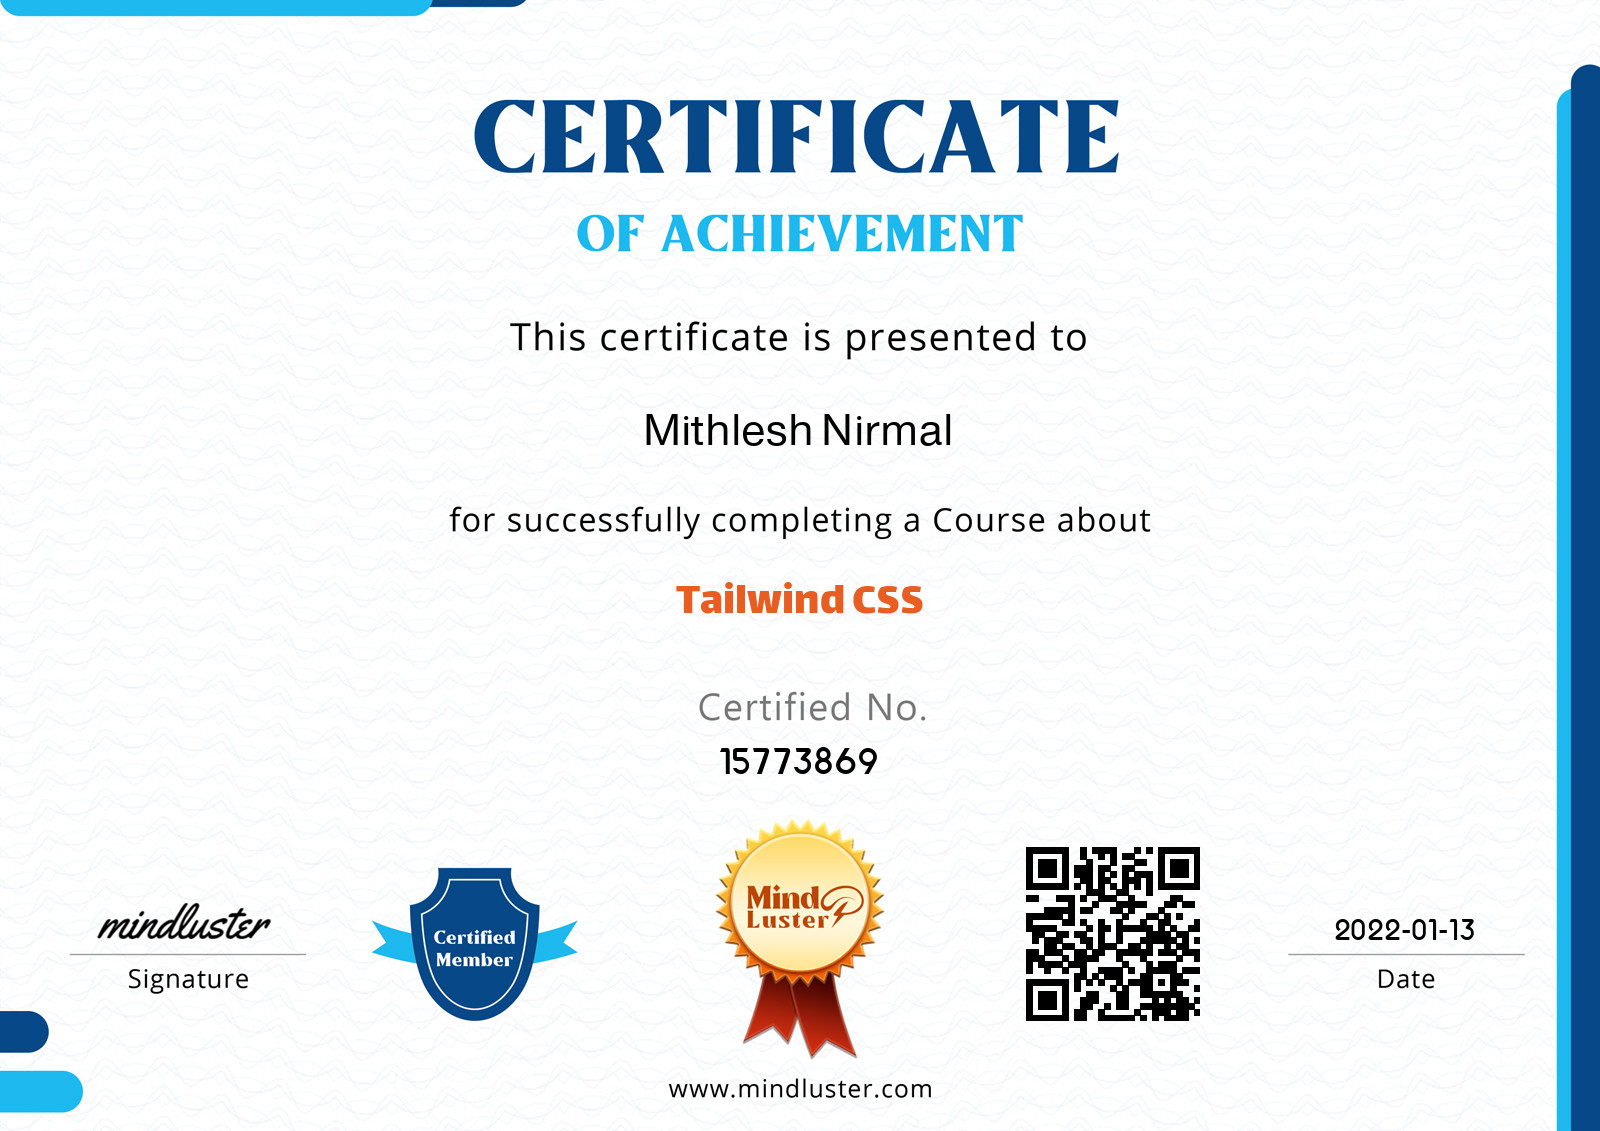 CERTIFICATE
OF ACHIEVEMENT
This certificate is presented to
Mithlesh Nirmal
for successfully completing a Course about
Tailwind CSS
Certified No.
15773869
mindluster
Signature
Certified
Member
Mind
Luster
2022-01-13
Date
www.mindluster.com